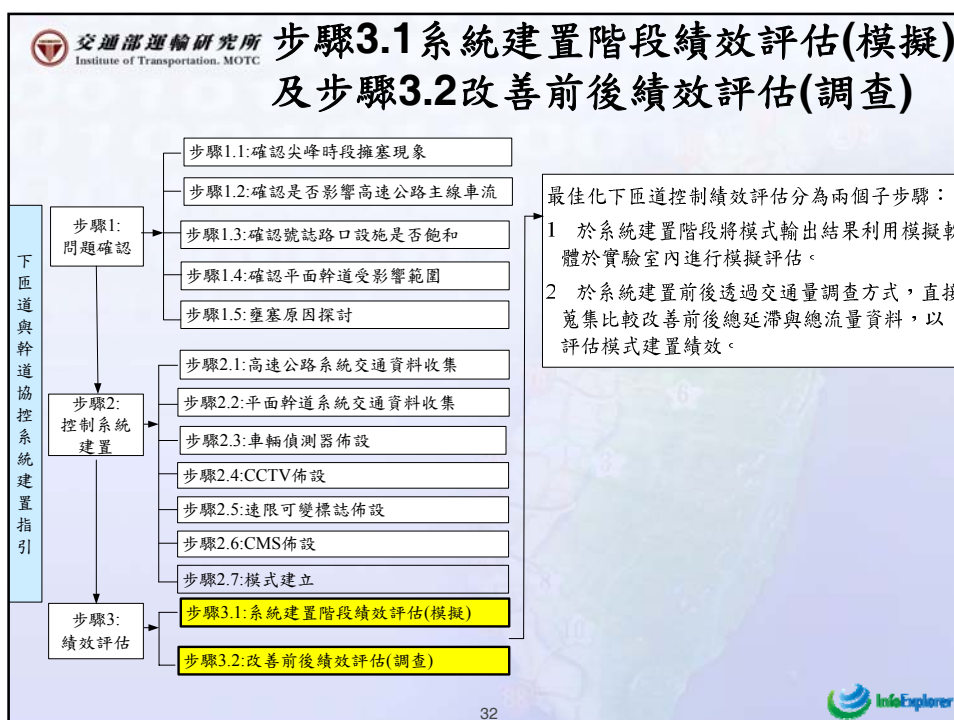 交通部運輸研究所
Institute of Transportation. MOTC
步驟3.1系統建置階段績效評估(模擬)
及步驟3.2改善前後績效評估(調查)
下匝道與幹道協控系統建置指引
步驟1:
問題確認
步驟1.1:確認尖峰時段擁塞現象
步驟1.2:確認是否影響高速公路主線車流
步驟1.3:確認號誌路口設施是否飽和
步驟1.4:確認平面幹道受影響範圍
步驟1.5:壅塞原因探討
步驟2:
控制系統
建置
步驟2.1:高速公路系統交通資料收集
步驟2.2:平面幹道系統交通資料收集
步驟2.3:車輛偵測器佈設
步驟2.4:CCTV佈設
步驟2.5:速限可變標誌佈設
步驟2.6:CMS佈設
步驟2.7:模式建立
步驟3:
績效評估
步驟3.1:系統建置階段績效評估(模擬)
步驟3.2:改善前後績效評估(調查)
最佳化下匝道控制績效評估分為兩個子步驟：
1 於系統建置階段將模式輸出結果利用模擬軟
體於實驗室內進行模擬評估。
2 於系統建置前後透過交通量調查方式，直接
蒐集比較改善前後總延滯與總流量資料，以
評估模式建置績效。
32
InfoExplorer